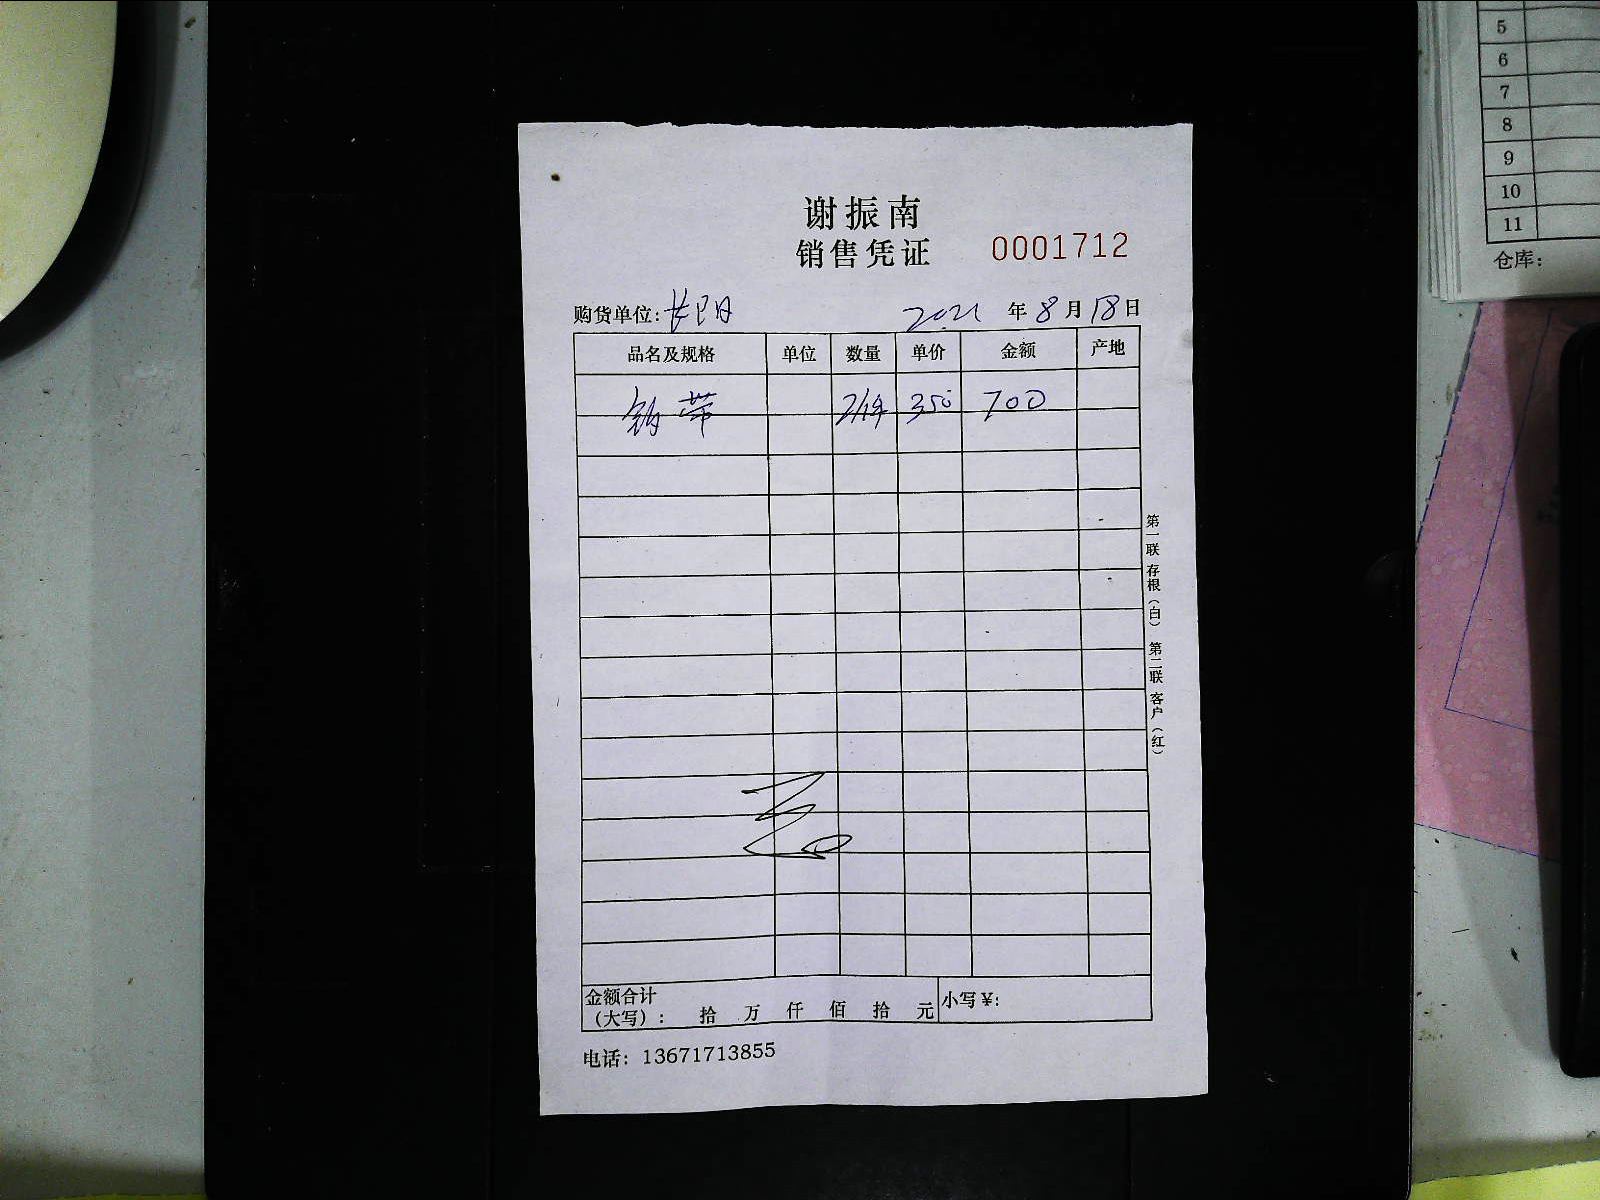 谢振南
销售凭证 0001712
购货单位：长阳 2021 年 8 月 18 日
品名及规格 单位 数量 单价 金额 产地
2件 350 700
第一联 存根（白） 第二联 客户（红）
金额合计
（大写）： 拾 万 仟 佰 拾 元 小写￥：
电话：13671713855
5
6
7
8
9
10
11
仓库：